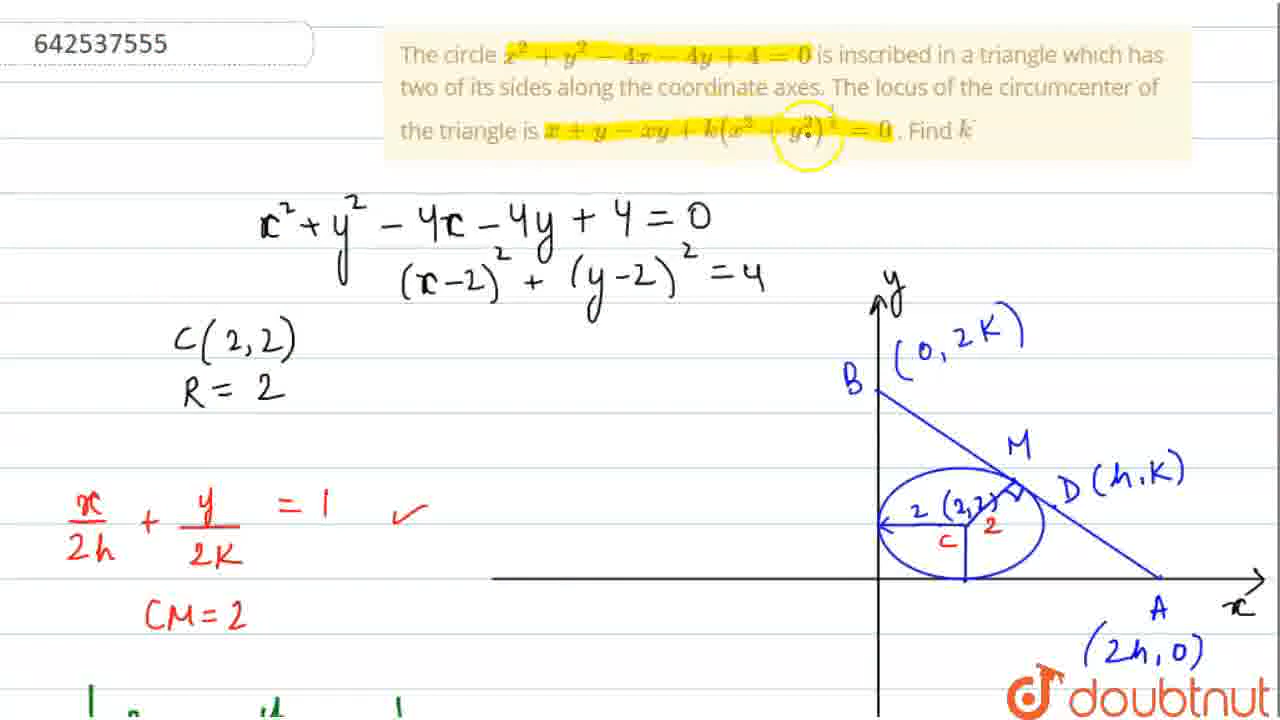 642537555
The circle x² + y² − 4x − 4y + 4 = 0 is inscribed in a triangle which has
two of its sides along the coordinate axes. The locus of the circumcenter of
the triangle is x + y − xy + k(x² + y²) = 0 . Find k
x² + y² − 4x − 4y + 4 = 0
(x−2)² + (y−2)² = 4
C(2,2)
R = 2
x/2h + y/2K = 1 ✓
CM = 2
y
B (0, 2K)
M
D (h, K)
2 (2,2)
C 2
x
A
(2h, 0)
doubtnut